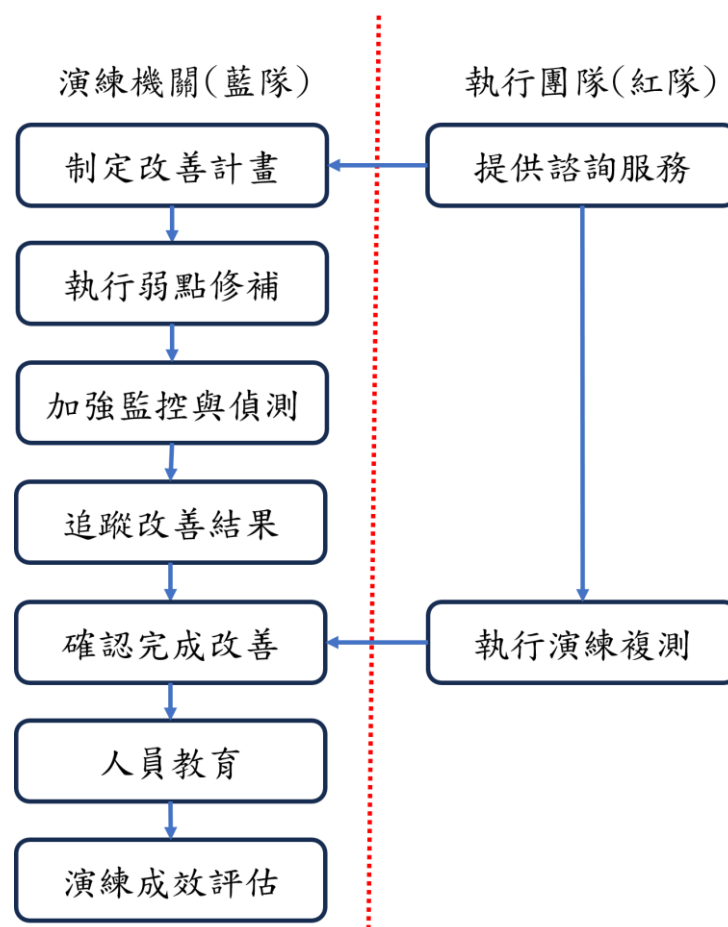 演練機關(藍隊)
執行團隊(紅隊)
制定改善計畫
提供諮詢服務
執行弱點修補
加強監控與偵測
追蹤改善結果
確認完成改善
執行演練複測
人員教育
演練成效評估